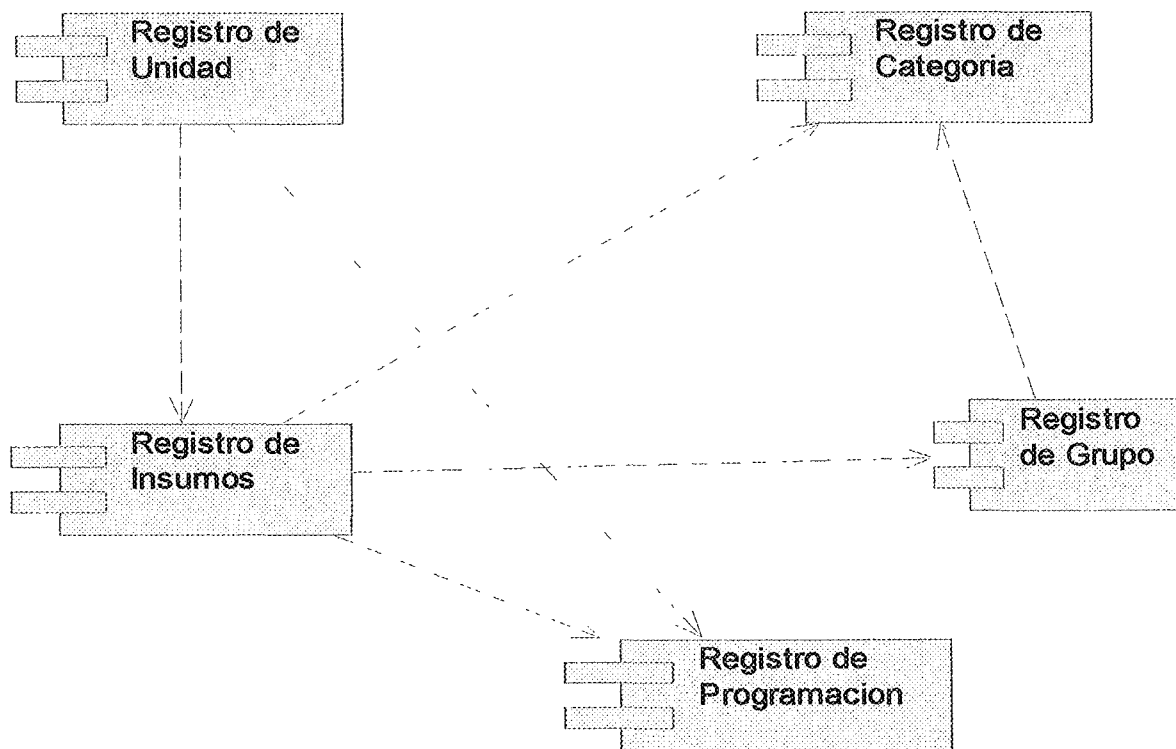 Registro de
Unidad
Registro de
Categoria
Registro de
Insumos
Registro
de Grupo
Registro de
Programacion